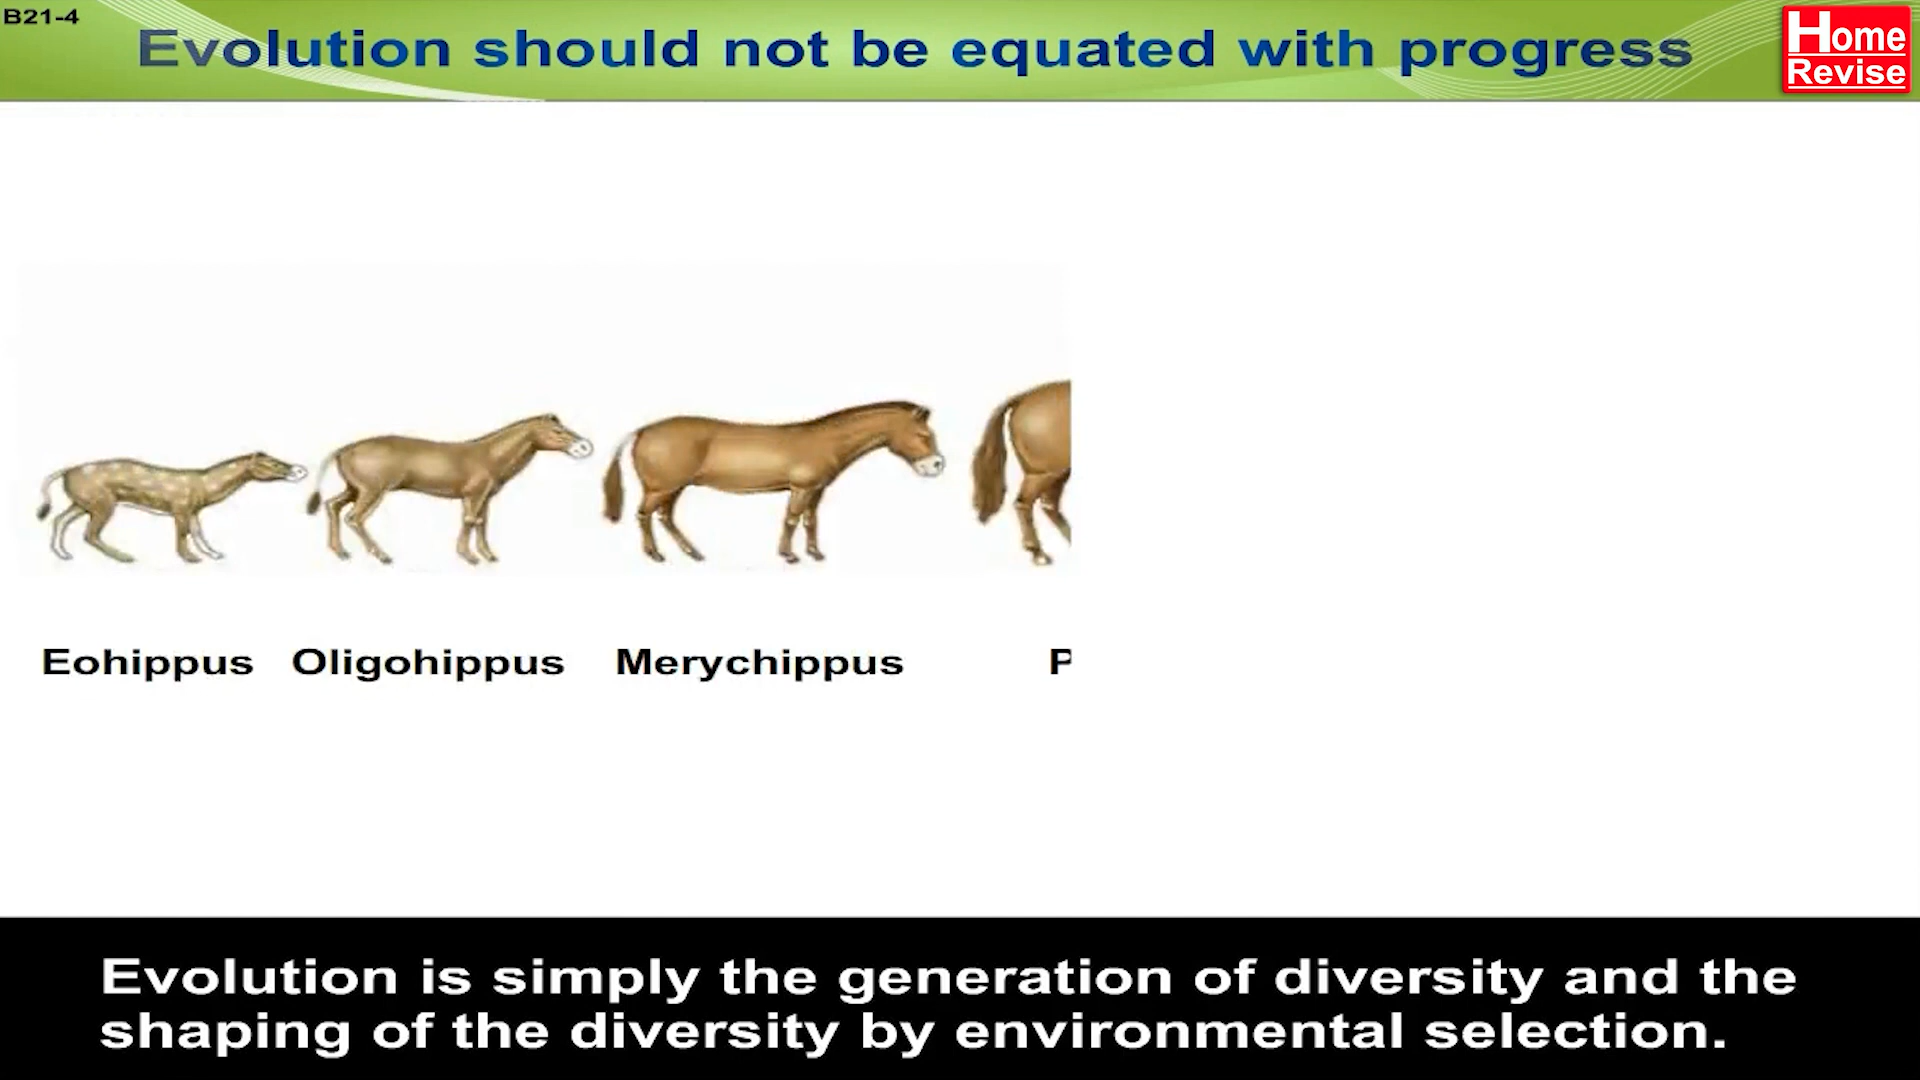 B21-4
Evolution should not be equated with progress
Home
Revise
Eohippus Oligohippus Merychippus P
Evolution is simply the generation of diversity and the
shaping of the diversity by environmental selection.